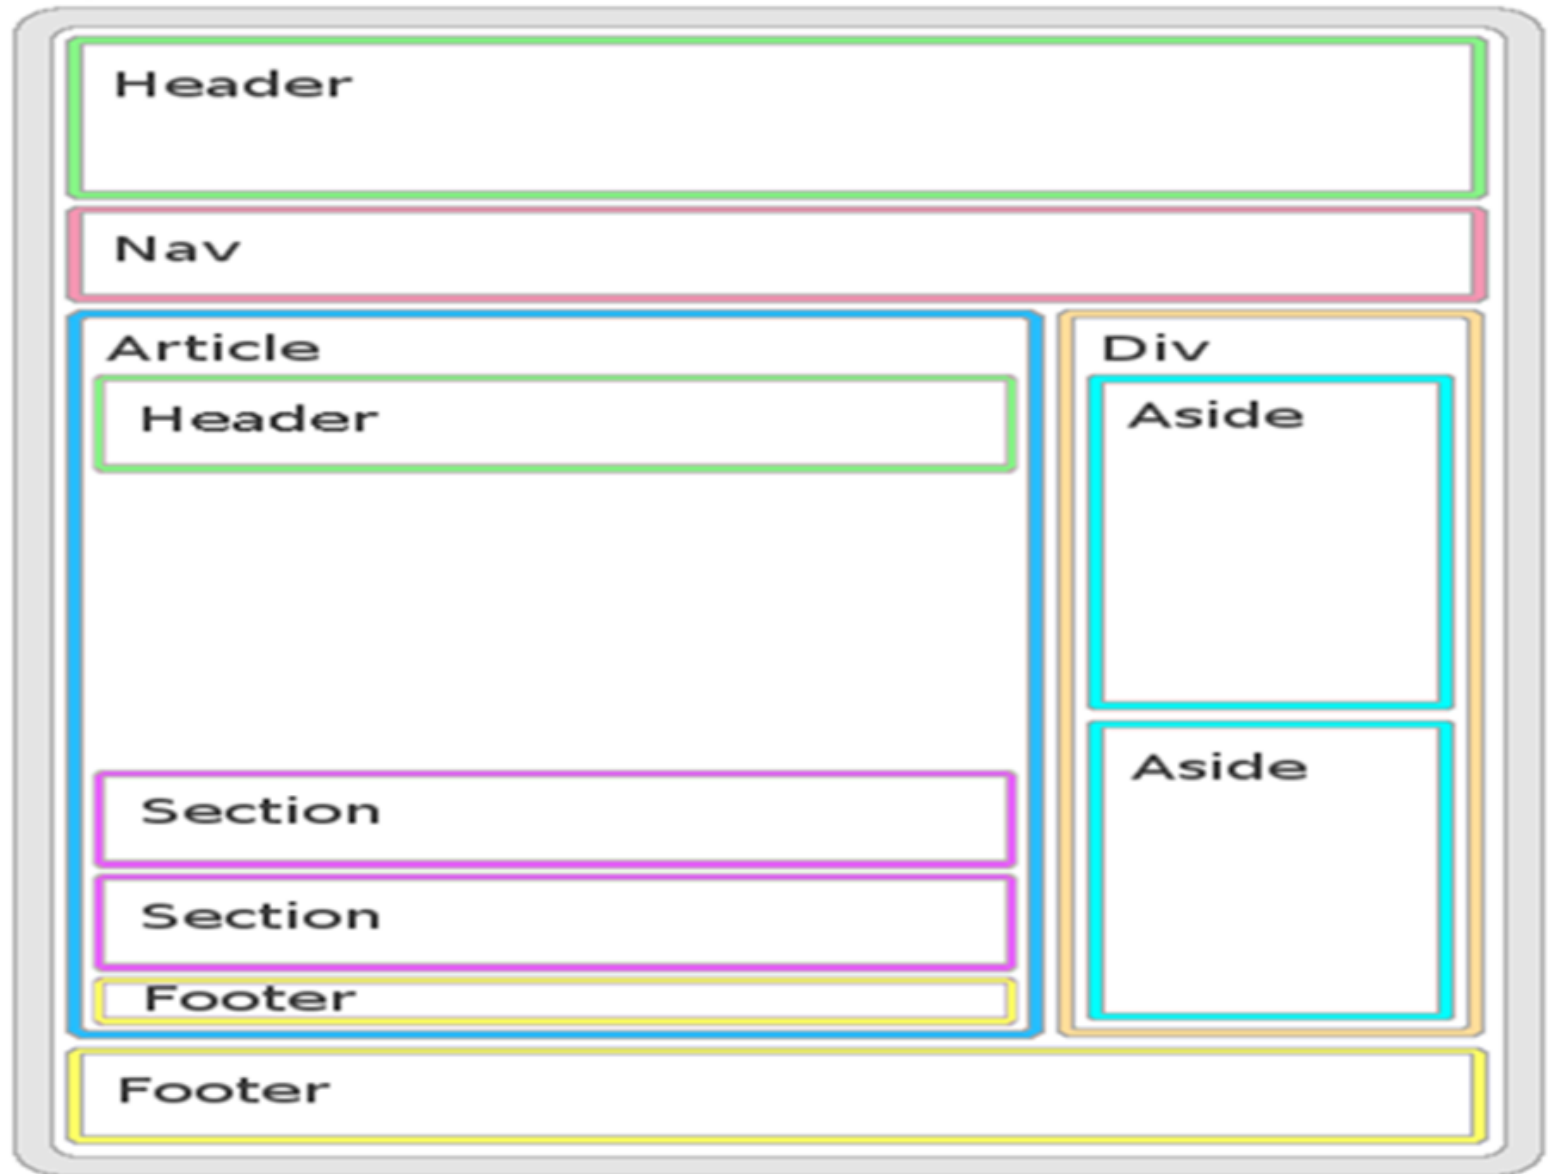 Header
Nav
Article
Header
Section
Section
Footer
Div
Aside
Aside
Footer